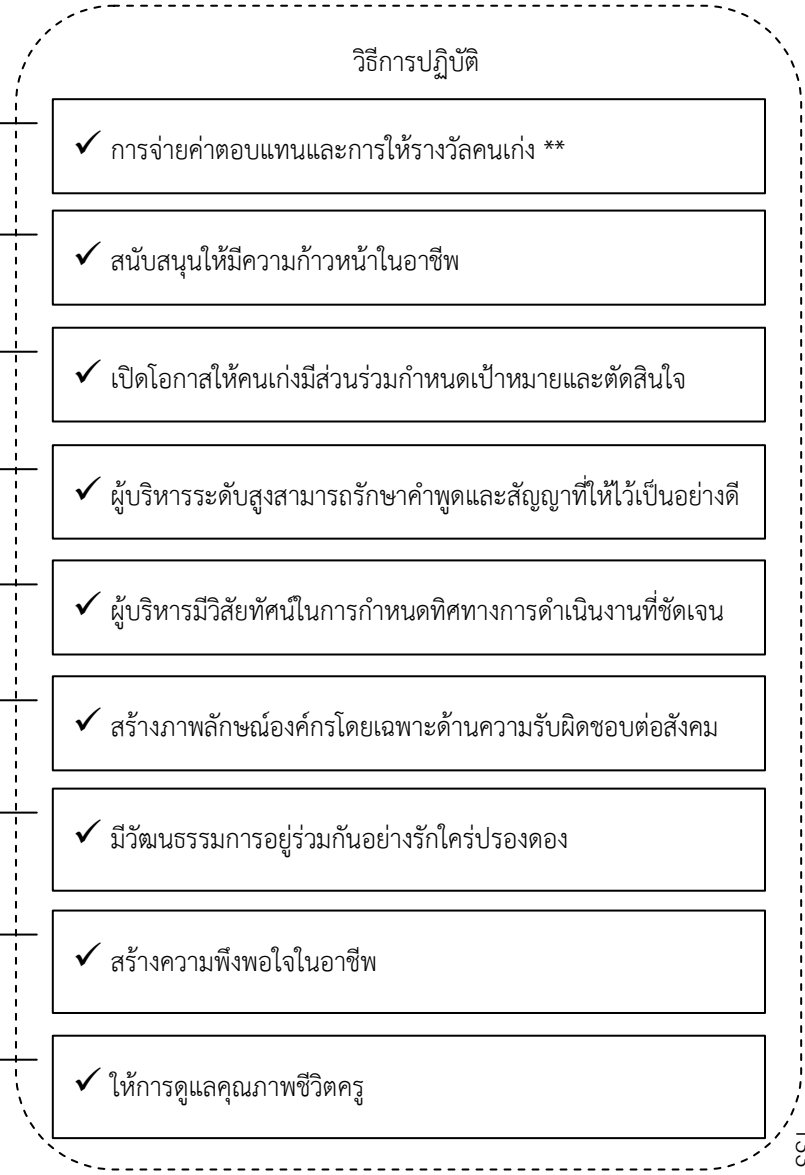 วิธีการปฏิบัติ
✓ การจ่ายค่าตอบแทนและการให้รางวัลคนเก่ง **
✓ สนับสนุนให้มีความก้าวหน้าในอาชีพ
✓ เปิดโอกาสให้คนเก่งมีส่วนร่วมกำหนดเป้าหมายและตัดสินใจ
✓ ผู้บริหารระดับสูงสามารถรักษาคำพูดและสัญญาที่ให้ไว้เป็นอย่างดี
✓ ผู้บริหารมีวิสัยทัศน์ในการกำหนดทิศทางการดำเนินงานที่ชัดเจน
✓ สร้างภาพลักษณ์องค์กรโดยเฉพาะด้านความรับผิดชอบต่อสังคม
✓ มีวัฒนธรรมการอยู่ร่วมกันอย่างรักใคร่ปรองดอง
✓ สร้างความพึงพอใจในอาชีพ
✓ ให้การดูแลคุณภาพชีวิตครู